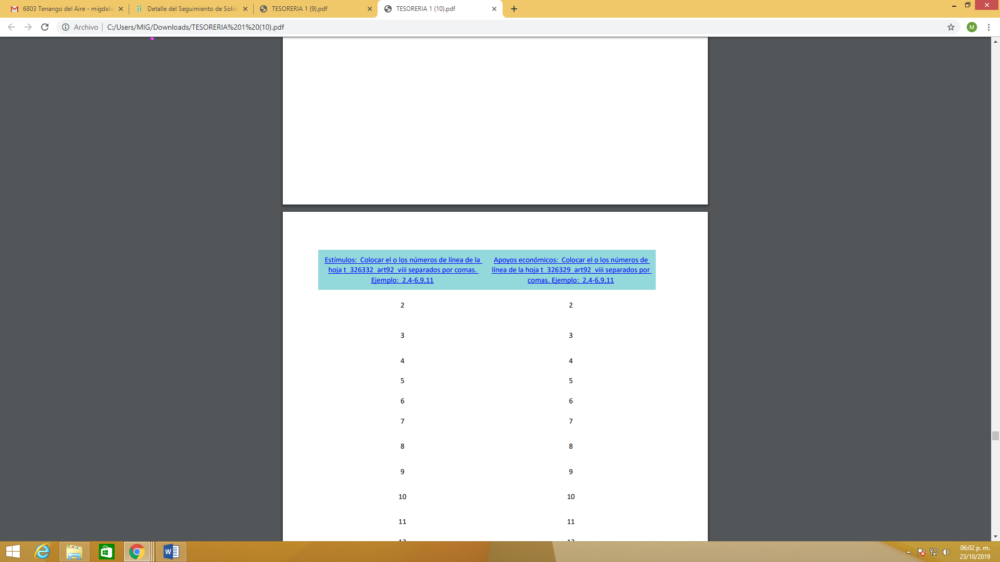 6803 Tenango del Aire - migdalia
Detalle del Seguimiento de Solici
TESORERIA 1 (9).pdf
TESORERIA 1 (10).pdf
Archivo
C:/Users/MIG/Downloads/TESORERIA%201%20(10).pdf
M
Estímulos:  Colocar el o los números de línea de la
hoja t_326332_art92_viii separados por comas.
Ejemplo:  2,4-6,9,11
Apoyos económicos:  Colocar el o los números de
línea de la hoja t_326329_art92_viii separados por
comas. Ejemplo:  2,4-6,9,11
2 2
3 3
4 4
5 5
6 6
7 7
8 8
9 9
10 10
11 11
06:02 p. m.
23/10/2019